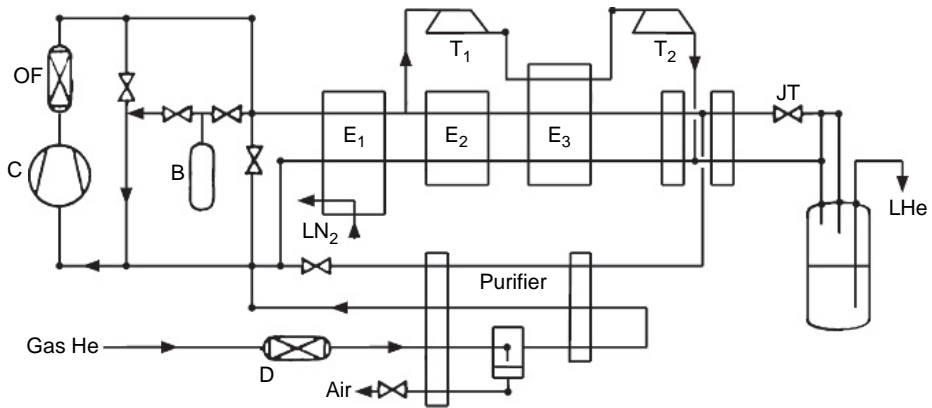 T₁
T₂
OF
JT
E₁
E₂
E₃
C
B
LHe
LN₂
Purifier
Gas He
D
Air